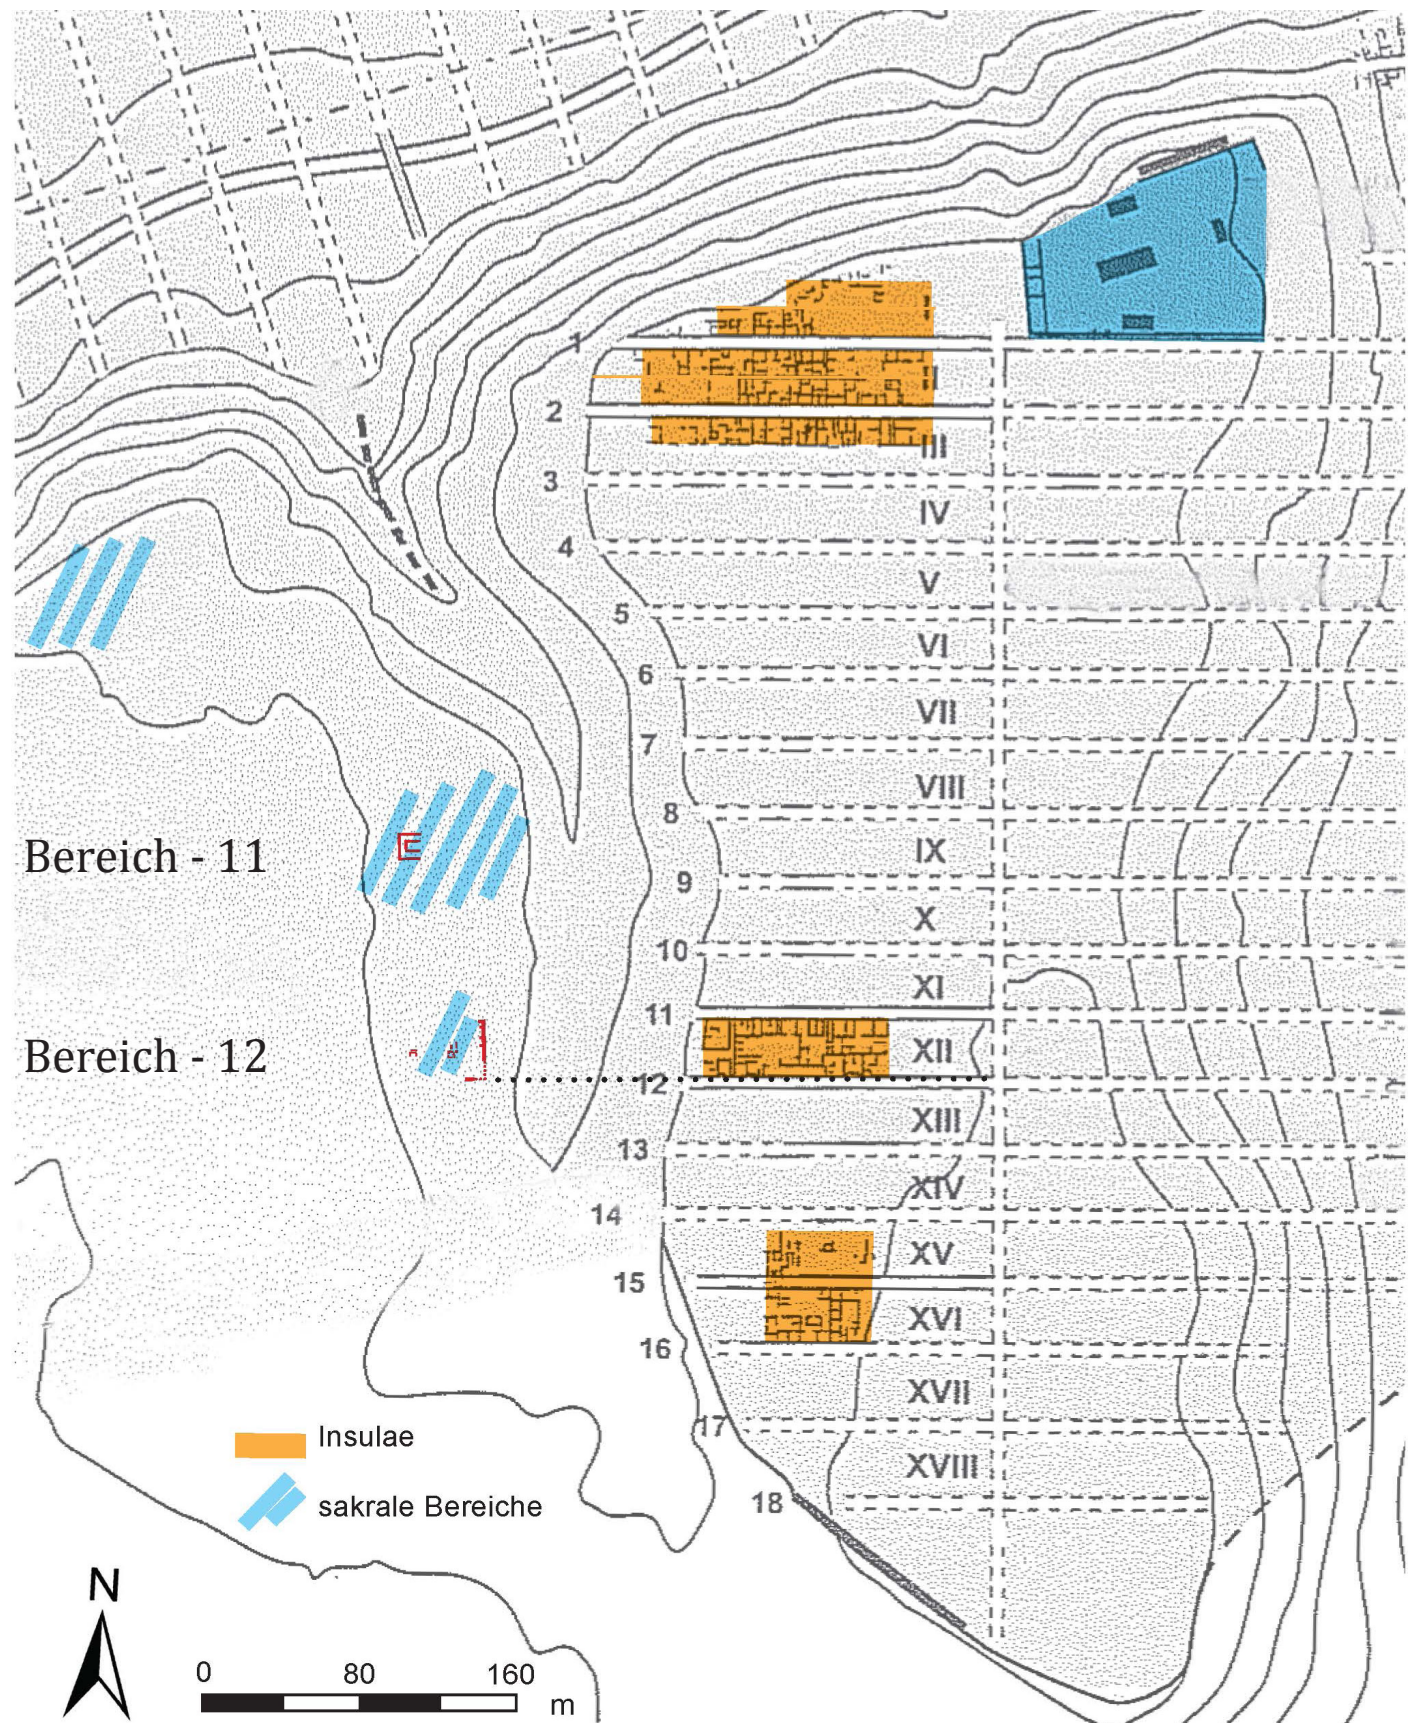 1
II
2
III
3
IV
4
V
5
VI
6
VII
7
VIII
8
Bereich - 11
IX
9
X
10
XI
11
Bereich - 12
XII
12
XIII
13
XIV
14
XV
15
XVI
16
XVII
17
Insulae
XVIII
18
sakrale Bereiche
N
0 80 160
m